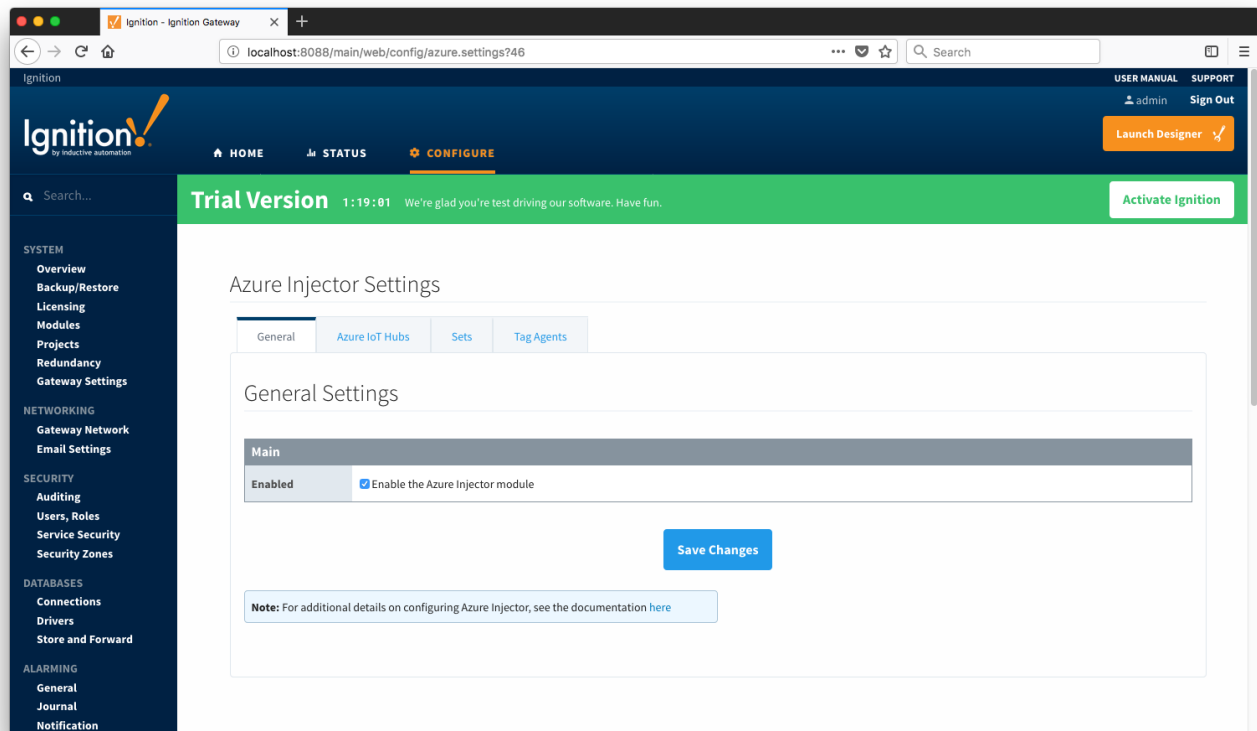 Ignition - Ignition Gateway
localhost:8088/main/web/config/azure.settings?46
Search
Ignition
USER MANUAL SUPPORT
admin Sign Out
Ignition!
by inductive automation
Launch Designer
HOME STATUS CONFIGURE
Search...
Trial Version 1:19:01 We're glad you're test driving our software. Have fun.
Activate Ignition
SYSTEM
Overview
Backup/Restore
Licensing
Modules
Projects
Redundancy
Gateway Settings
NETWORKING
Gateway Network
Email Settings
SECURITY
Auditing
Users, Roles
Service Security
Security Zones
DATABASES
Connections
Drivers
Store and Forward
ALARMING
General
Journal
Notification
Azure Injector Settings
General Azure IoT Hubs Sets Tag Agents
General Settings
Main
Enabled Enable the Azure Injector module
Save Changes
Note: For additional details on configuring Azure Injector, see the documentation here